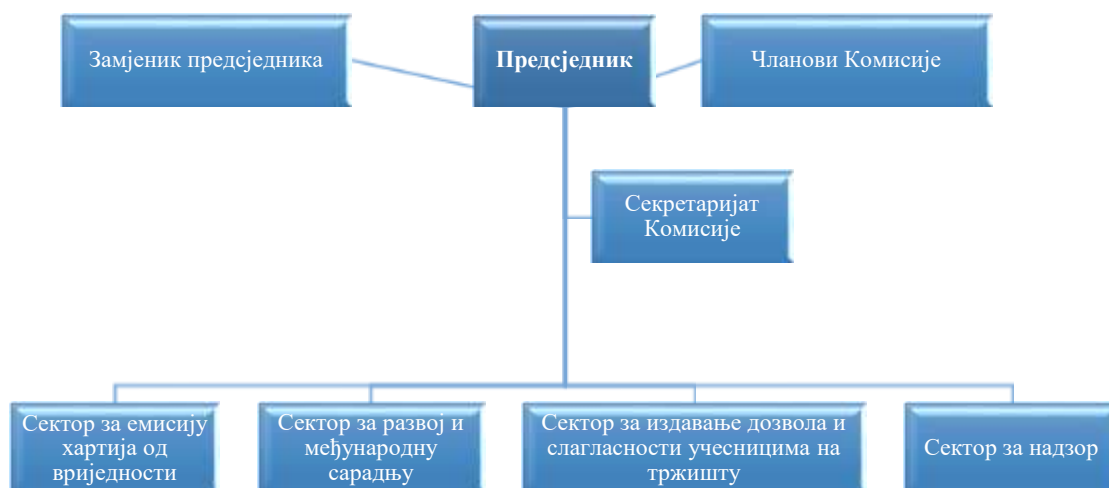 Замјеник предсједника
Предсједник
Чланови Комисије
Секретаријат
Комисије
Сектор за емисију
хартија од
вриједности
Сектор за развој и
међународну
сарадњу
Сектор за издавање дозвола и
слагласности учесницима на
тржишту
Сектор за надзор